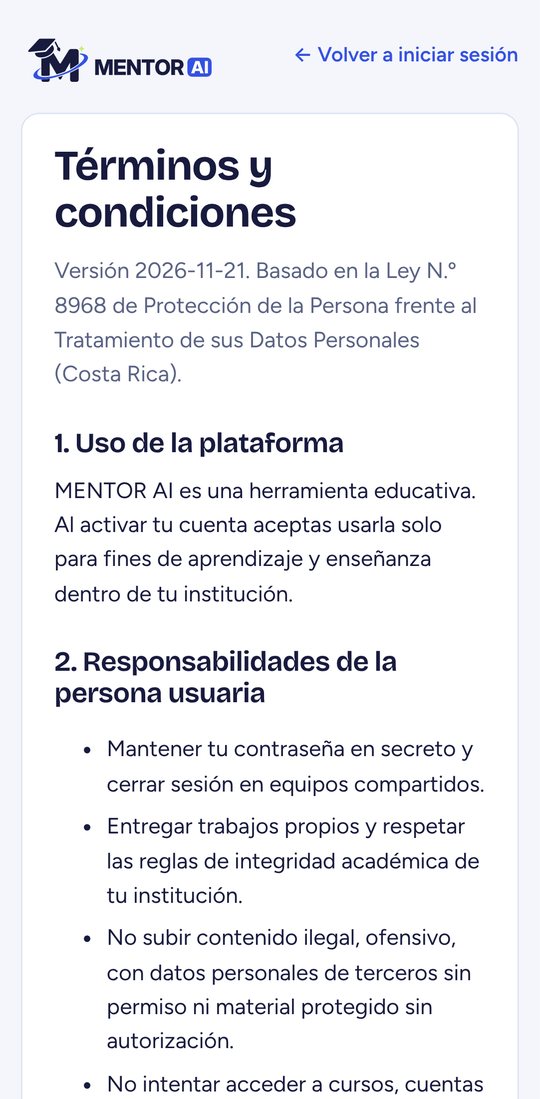 MENTOR AI
← Volver a iniciar sesión
Términos y
condiciones
Versión 2026-11-21. Basado en la Ley N.º
8968 de Protección de la Persona frente al
Tratamiento de sus Datos Personales
(Costa Rica).
1. Uso de la plataforma
MENTOR AI es una herramienta educativa.
Al activar tu cuenta aceptas usarla solo
para fines de aprendizaje y enseñanza
dentro de tu institución.
2. Responsabilidades de la
persona usuaria
• Mantener tu contraseña en secreto y
cerrar sesión en equipos compartidos.
• Entregar trabajos propios y respetar
las reglas de integridad académica de
tu institución.
• No subir contenido ilegal, ofensivo,
con datos personales de terceros sin
permiso ni material protegido sin
autorización.
• No intentar acceder a cursos, cuentas